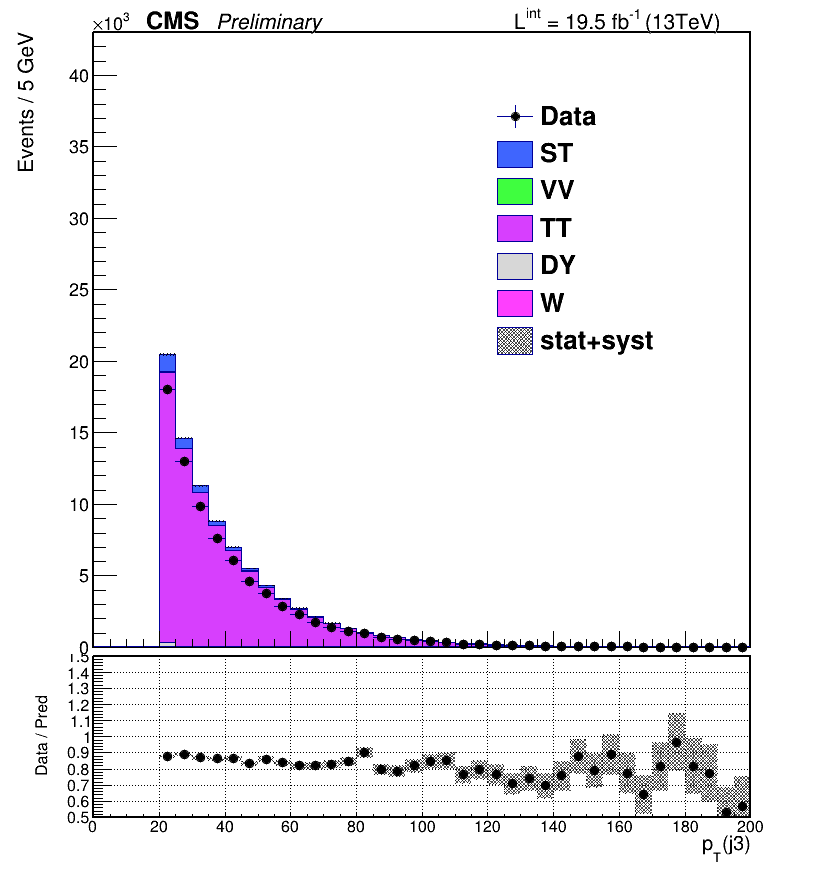 ×10³ CMS Preliminary L^int = 19.5 fb⁻¹ (13TeV)
Events / 5 GeV
40
35
30
25
20
15
10
5
0
Data
ST
VV
TT
DY
W
stat+syst
Data / Pred
1.5
1.4
1.3
1.2
1.1
1
0.9
0.8
0.7
0.6
0.5
0 20 40 60 80 100 120 140 160 180 200
p_T(j3)